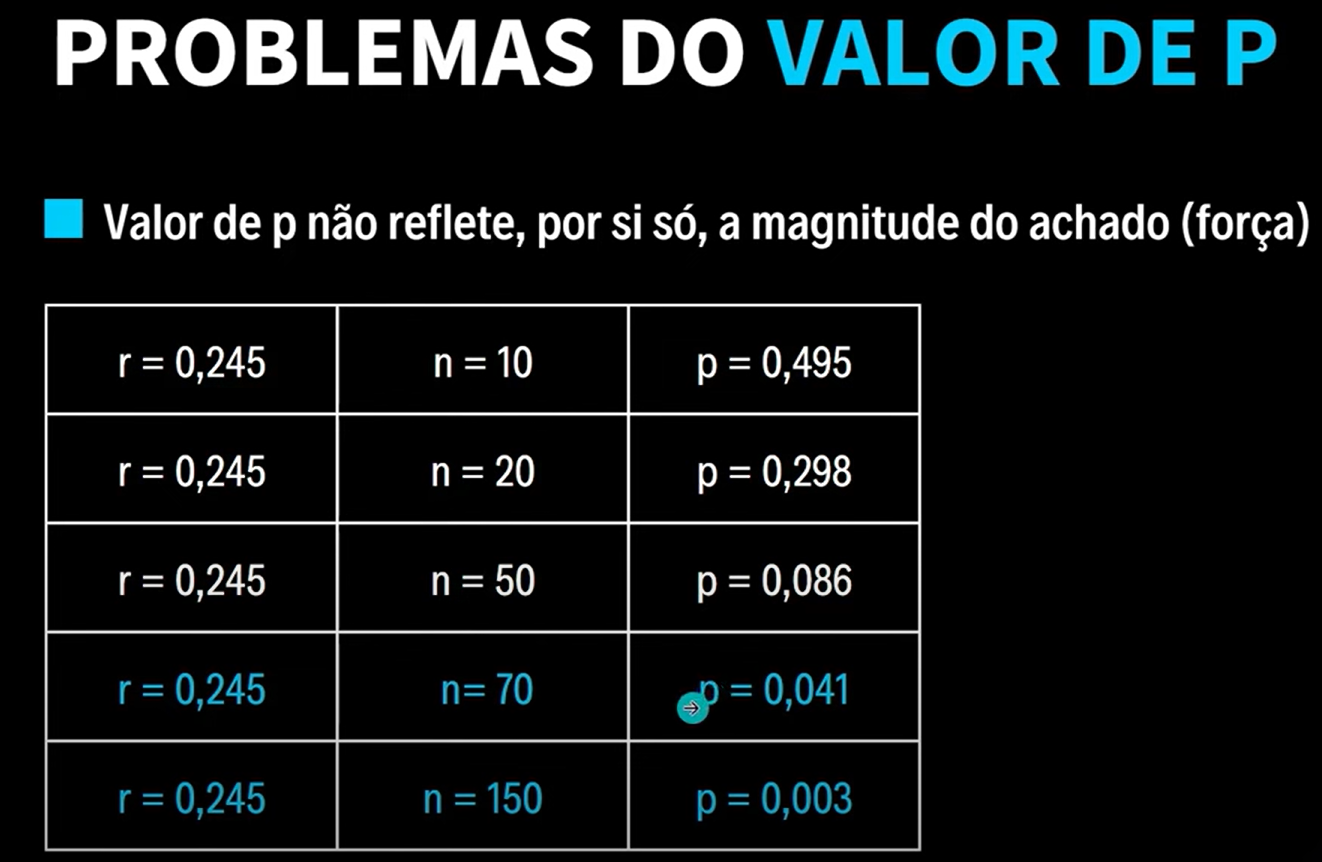 PROBLEMAS DO VALOR DE P
Valor de p não reflete, por si só, a magnitude do achado (força)
r = 0,245 n = 10 p = 0,495
r = 0,245 n = 20 p = 0,298
r = 0,245 n = 50 p = 0,086
r = 0,245 n= 70 p = 0,041
r = 0,245 n = 150 p = 0,003